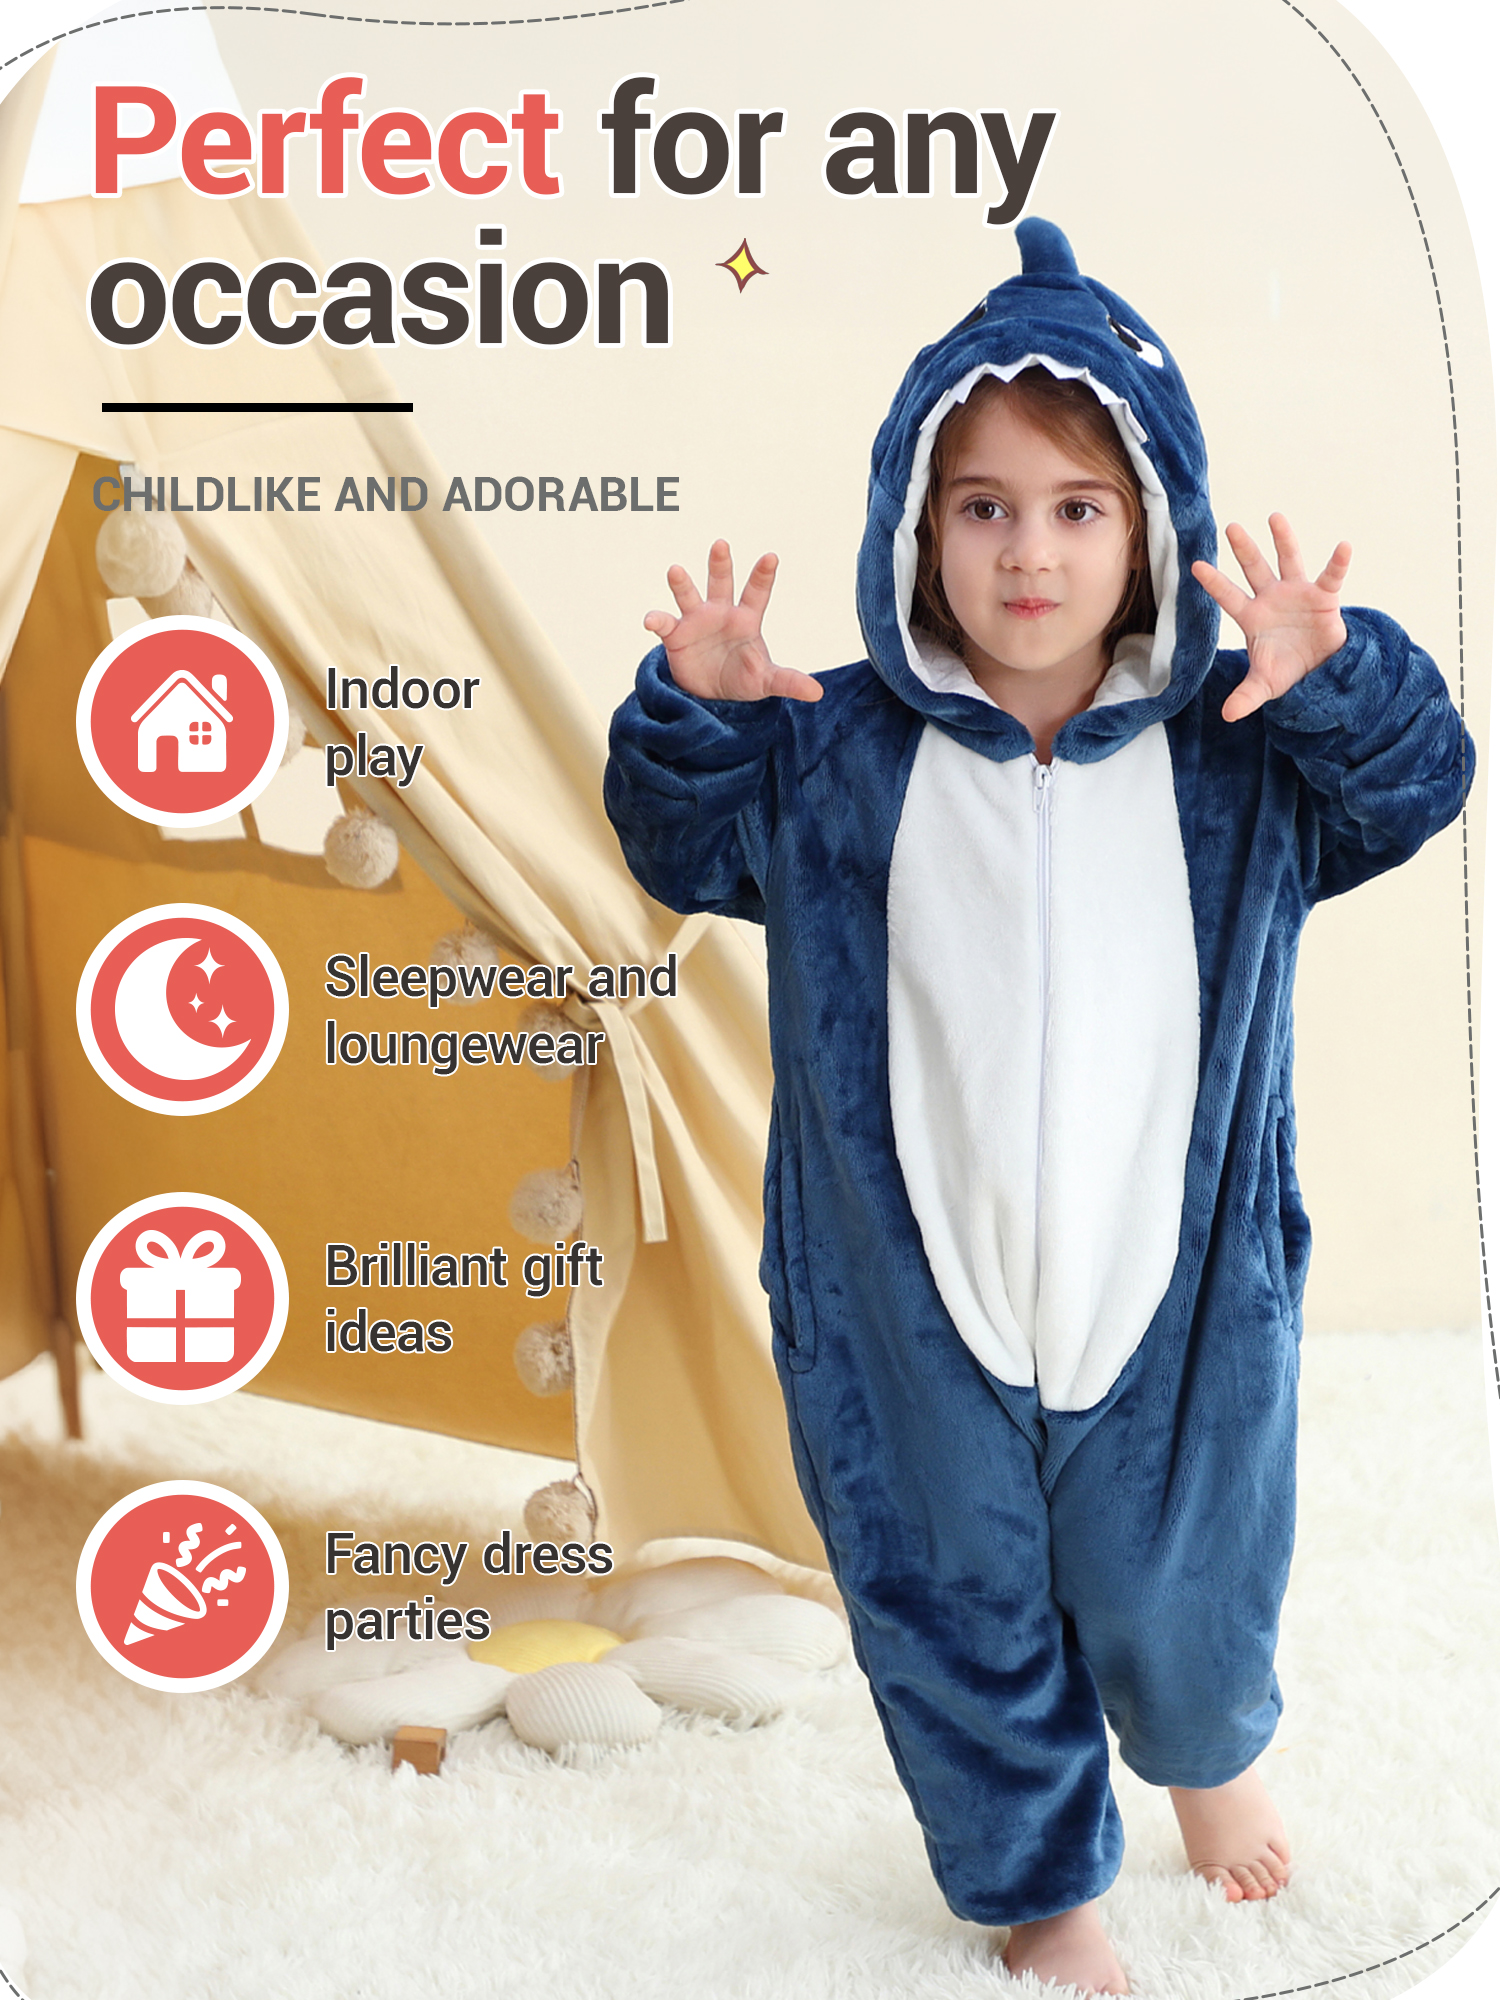 Perfect for any
occasion
CHILDLIKE AND ADORABLE
Indoor
play
Sleepwear and
loungewear
Brilliant gift
ideas
Fancy dress
parties